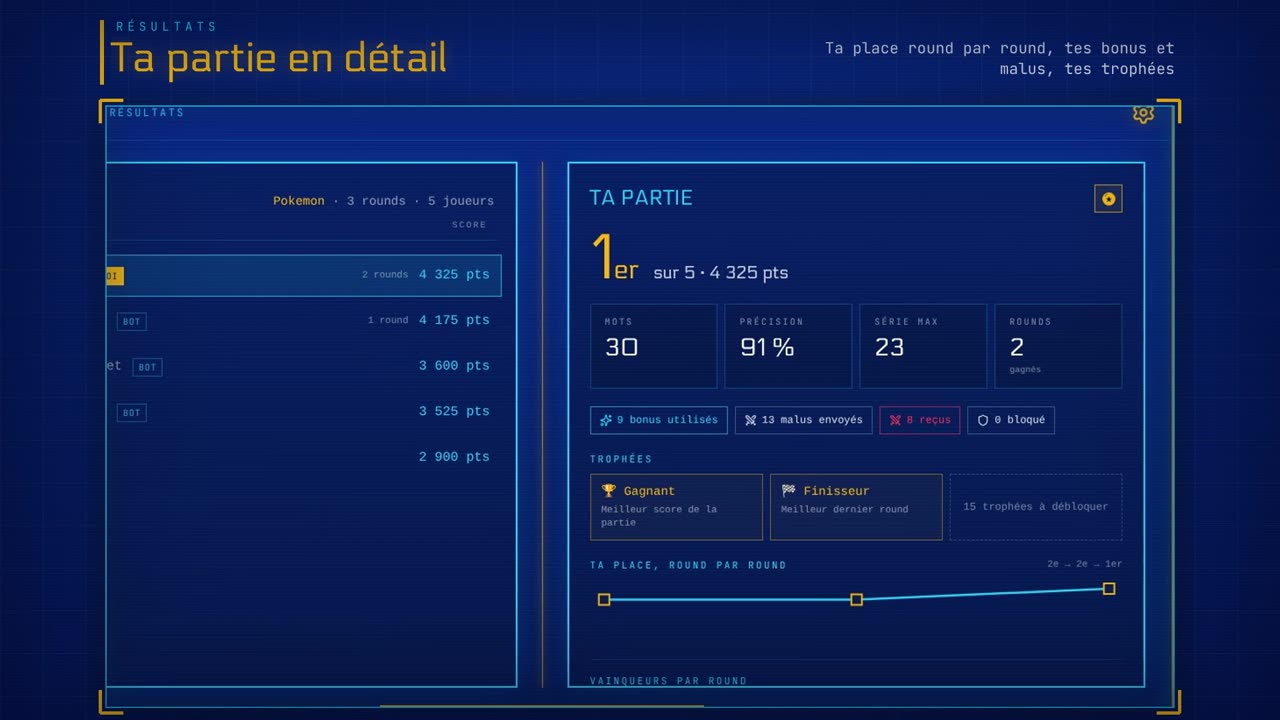 RÉSULTATS
Ta partie en détail
Ta place round par round, tes bonus et
malus, tes trophées
RÉSULTATS
Pokemon · 3 rounds · 5 joueurs
SCORE
OI
2 rounds 4 325 pts
BOT
1 round 4 175 pts
et BOT
3 600 pts
BOT
3 525 pts
2 900 pts
TA PARTIE
1er sur 5 · 4 325 pts
MOTS
30
PRÉCISION
91 %
SÉRIE MAX
23
ROUNDS
2
gagnés
9 bonus utilisés
13 malus envoyés
8 reçus
0 bloqué
TROPHÉES
Gagnant
Meilleur score de la
partie
Finisseur
Meilleur dernier round
15 trophées à débloquer
TA PLACE, ROUND PAR ROUND
2e → 2e → 1er
VAINQUEURS PAR ROUND